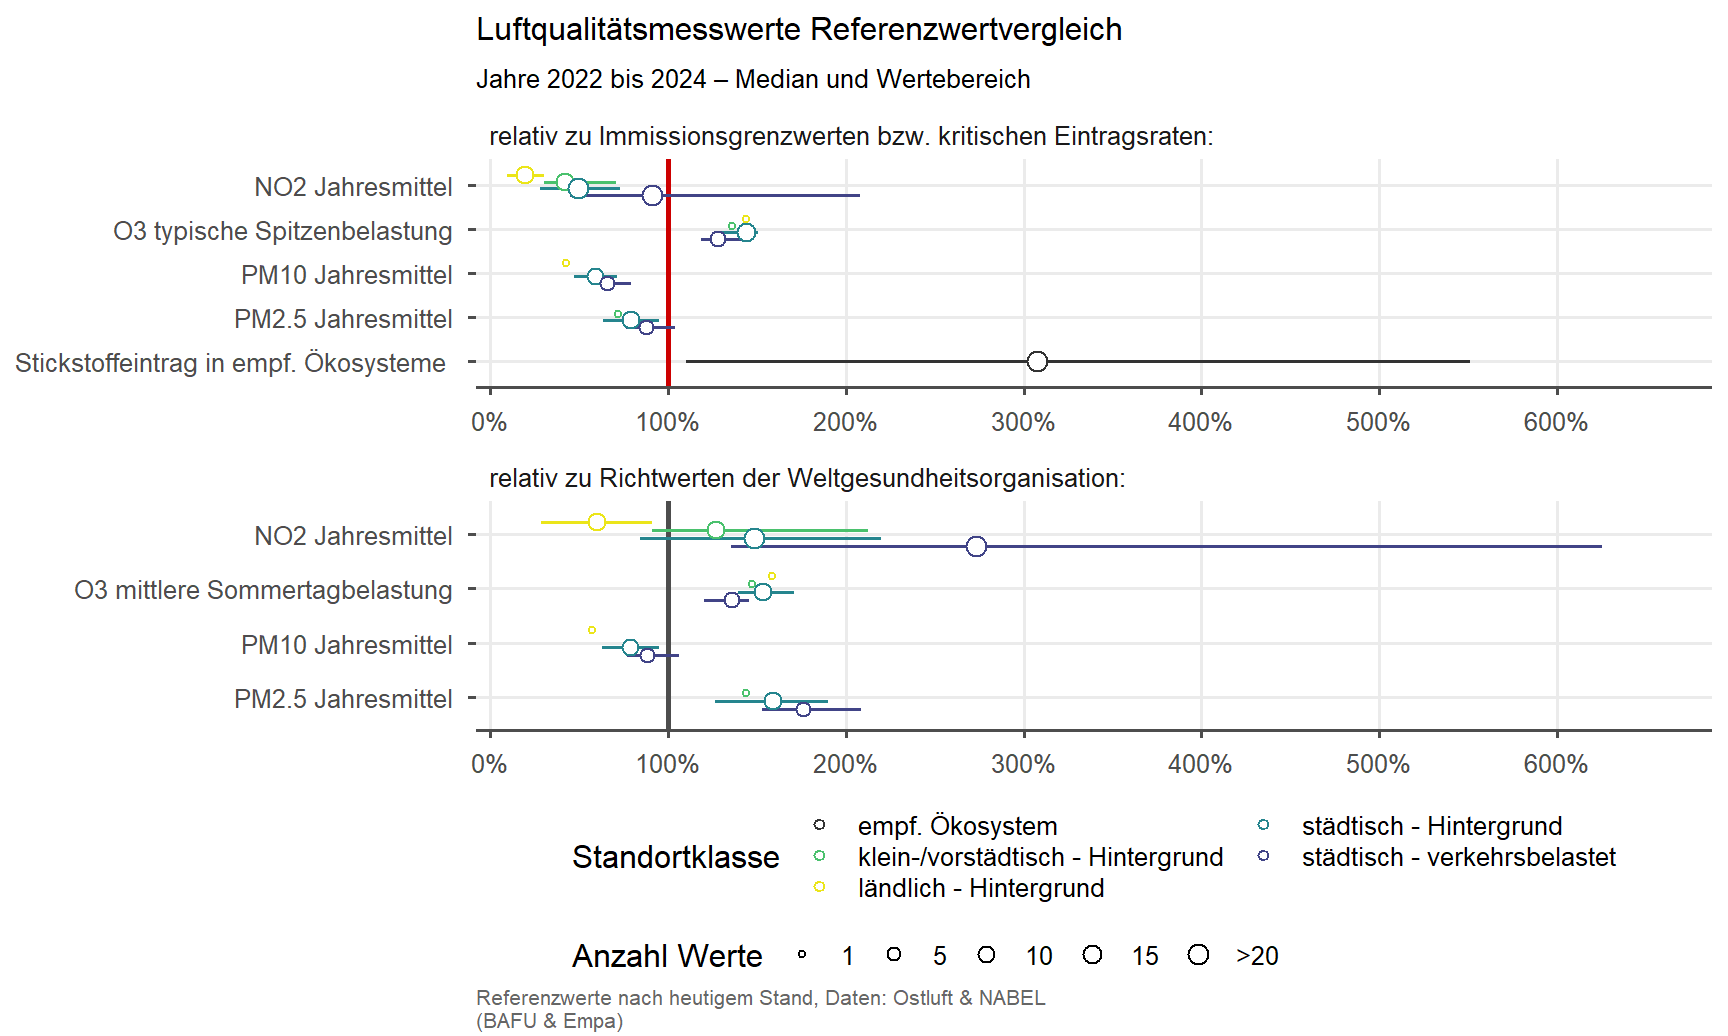 Luftqualitätsmesswerte Referenzwertvergleich
Jahre 2022 bis 2024 – Median und Wertebereich
relativ zu Immissionsgrenzwerten bzw. kritischen Eintragsraten:
NO2 Jahresmittel
O3 typische Spitzenbelastung
PM10 Jahresmittel
PM2.5 Jahresmittel
Stickstoffeintrag in empf. Ökosysteme
0% 100% 200% 300% 400% 500% 600%
relativ zu Richtwerten der Weltgesundheitsorganisation:
NO2 Jahresmittel
O3 mittlere Sommertagbelastung
PM10 Jahresmittel
PM2.5 Jahresmittel
0% 100% 200% 300% 400% 500% 600%
Standortklasse
empf. Ökosystem
klein-/vorstädtisch - Hintergrund
ländlich - Hintergrund
städtisch - Hintergrund
städtisch - verkehrsbelastet
Anzahl Werte 1 5 10 15 >20
Referenzwerte nach heutigem Stand, Daten: Ostluft & NABEL
(BAFU & Empa)